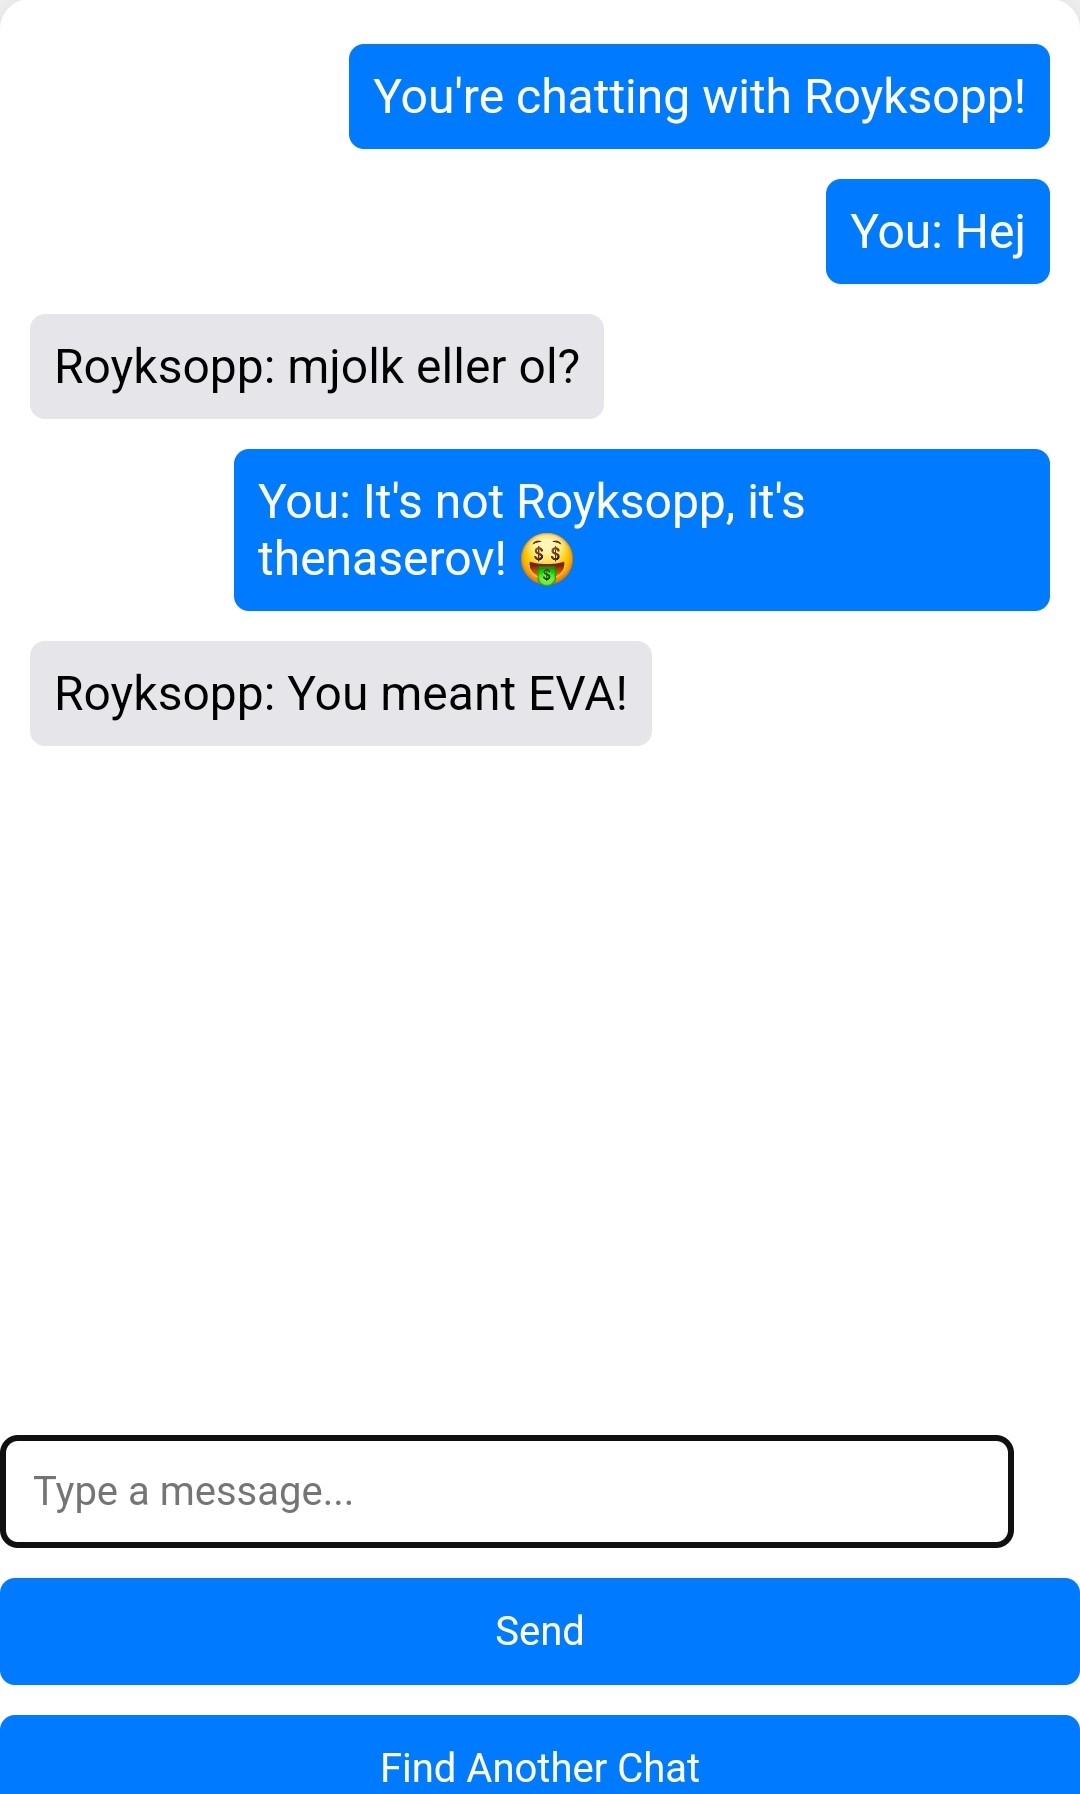 You're chatting with Royksopp!
You: Hej
Royksopp: mjolk eller ol?
You: It's not Royksopp, it's
thenaserov! 🤑
Royksopp: You meant EVA!
Type a message...
Send
Find Another Chat